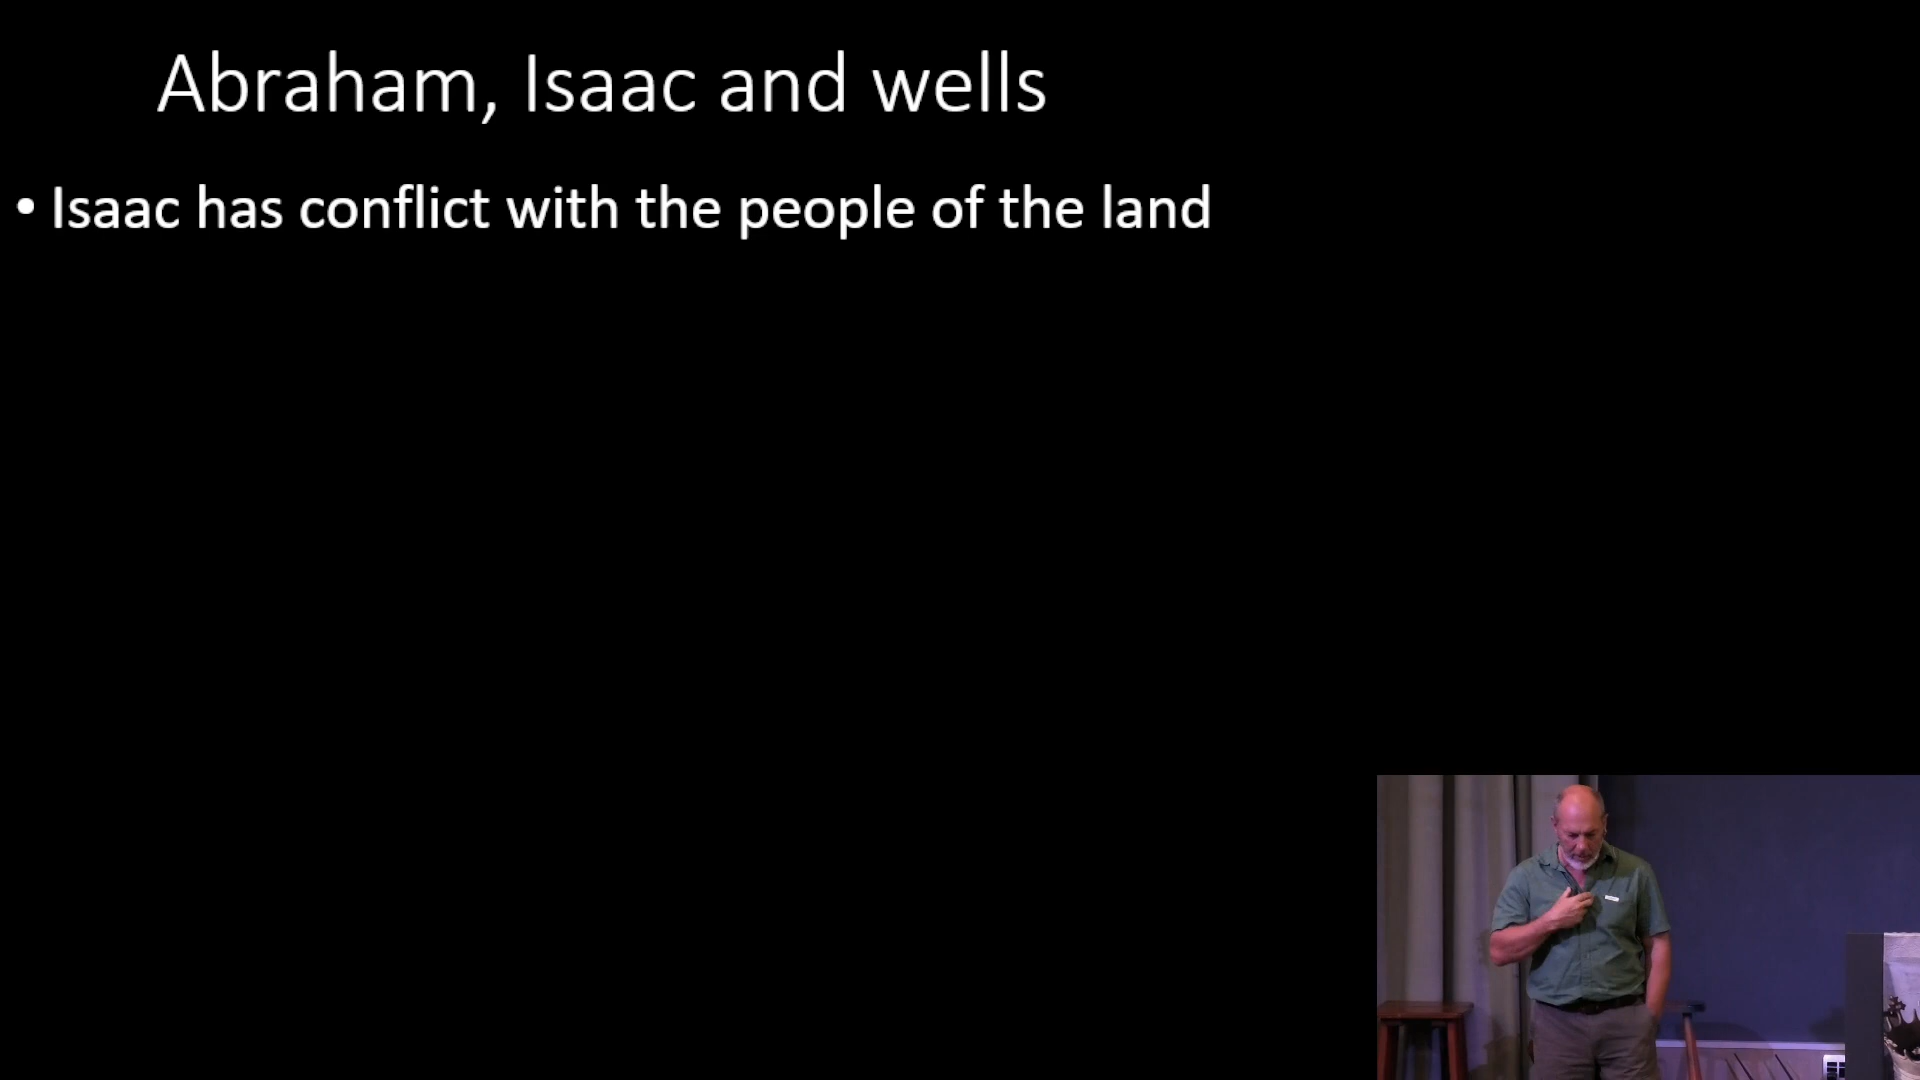 Abraham, Isaac and wells
• Isaac has conflict with the people of the land